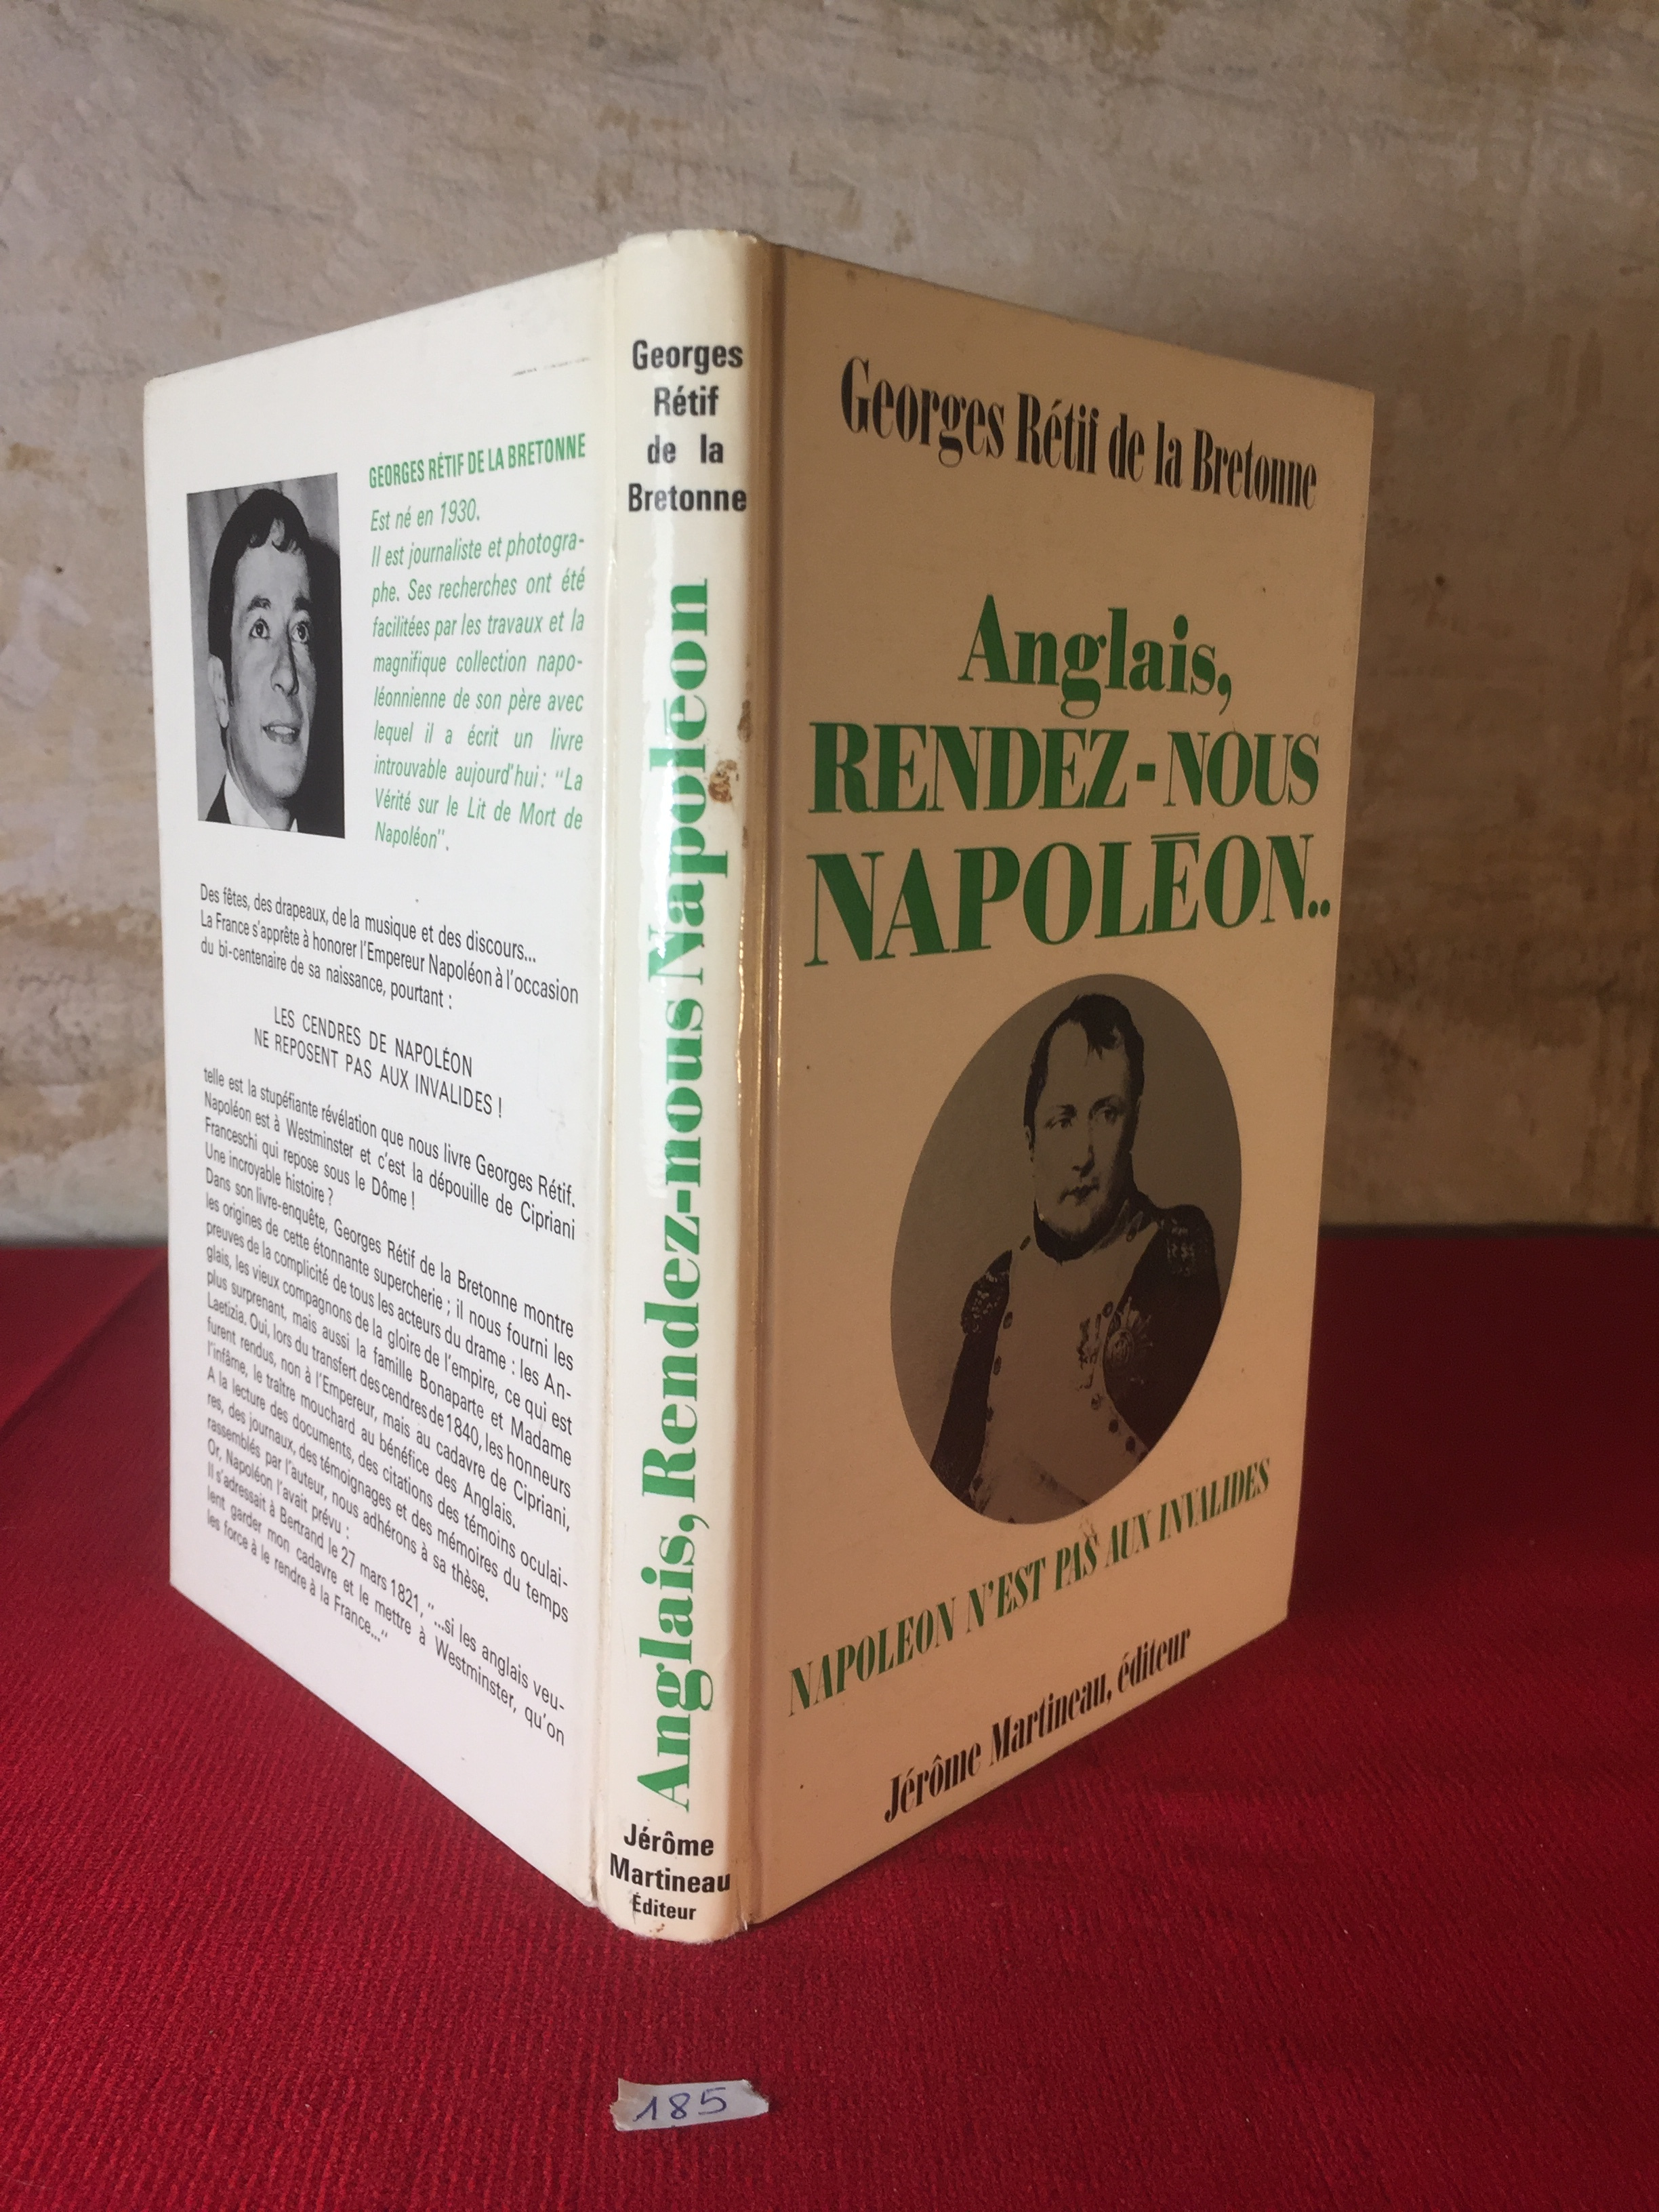 GEORGES RÉTIF DE LA BRETONNE
Est né en 1930.
Il est journaliste et photogra-
phe. Ses recherches ont été
facilitées par les travaux et la
magnifique collection napo-
léonnienne de son père avec
lequel il a écrit un livre
introuvable aujourd'hui : "La
Vérité sur le Lit de Mort de
Napoléon".
Des fêtes, des drapeaux, de la musique et des discours...
La France s'apprête à honorer l'Empereur Napoléon à l'occasion
du bi-centenaire de sa naissance, pourtant :
LES CENDRES DE NAPOLÉON
NE REPOSENT PAS AUX INVALIDES !
telle est la stupéfiante révélation que nous livre Georges Rétif.
Napoléon est à Westminster et c'est la dépouille de Cipriani
Franceschi qui repose sous le Dôme !
Une incroyable histoire ?
Dans son livre-enquête, Georges Rétif de la Bretonne montre
les origines de cette étonnante supercherie ; il nous fourni les
preuves de la complicité de tous les acteurs du drame : les An-
glais, les vieux compagnons de la gloire de l'empire, ce qui est
plus surprenant, mais aussi la famille Bonaparte et Madame
Laetizia. Oui, lors du transfert des cendres de 1840, les honneurs
furent rendus, non à l'Empereur, mais au cadavre de Cipriani,
l'infâme, le traître mouchard au bénéfice des Anglais.
A la lecture des documents, des citations des témoins oculai-
res, des journaux, des témoignages et des mémoires du temps
rassemblés par l'auteur, nous adhérons à sa thèse.
Or, Napoléon l'avait prévu :
Il s'adressait à Bertrand le 27 mars 1821, "...si les anglais veu-
lent garder mon cadavre et le mettre à Westminster, qu'on
les force à le rendre à la France..."
Georges
Rétif
de la
Bretonne
Anglais, Rendez-nous Napoléon
Jérôme
Martineau
Éditeur
Georges Rétif de la Bretonne
Anglais,
RENDEZ-NOUS
NAPOLÉON..
NAPOLEON N'EST PAS AUX INVALIDES
Jérôme Martineau, éditeur
185